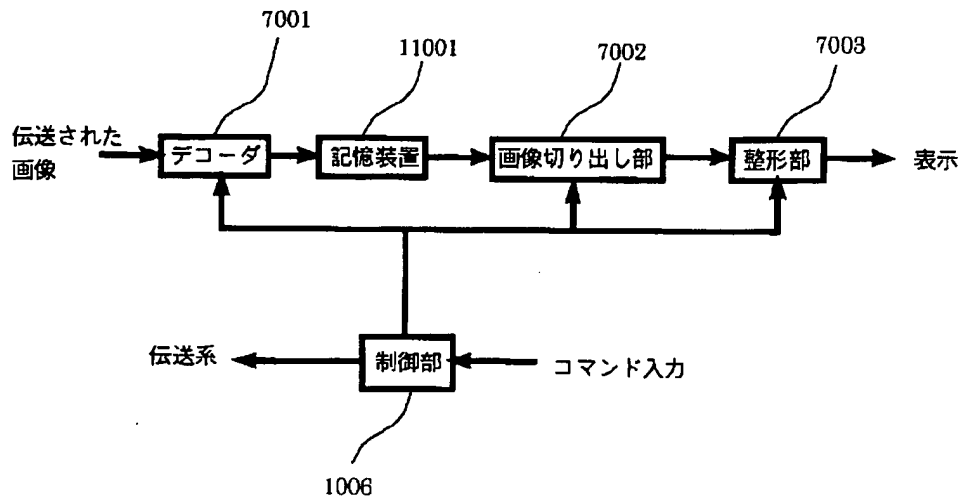 7001
11001
7002
7003
伝送された
画像
デコーダ
記憶装置
画像切り出し部
整形部
表示
伝送系
制御部
コマンド入力
1006